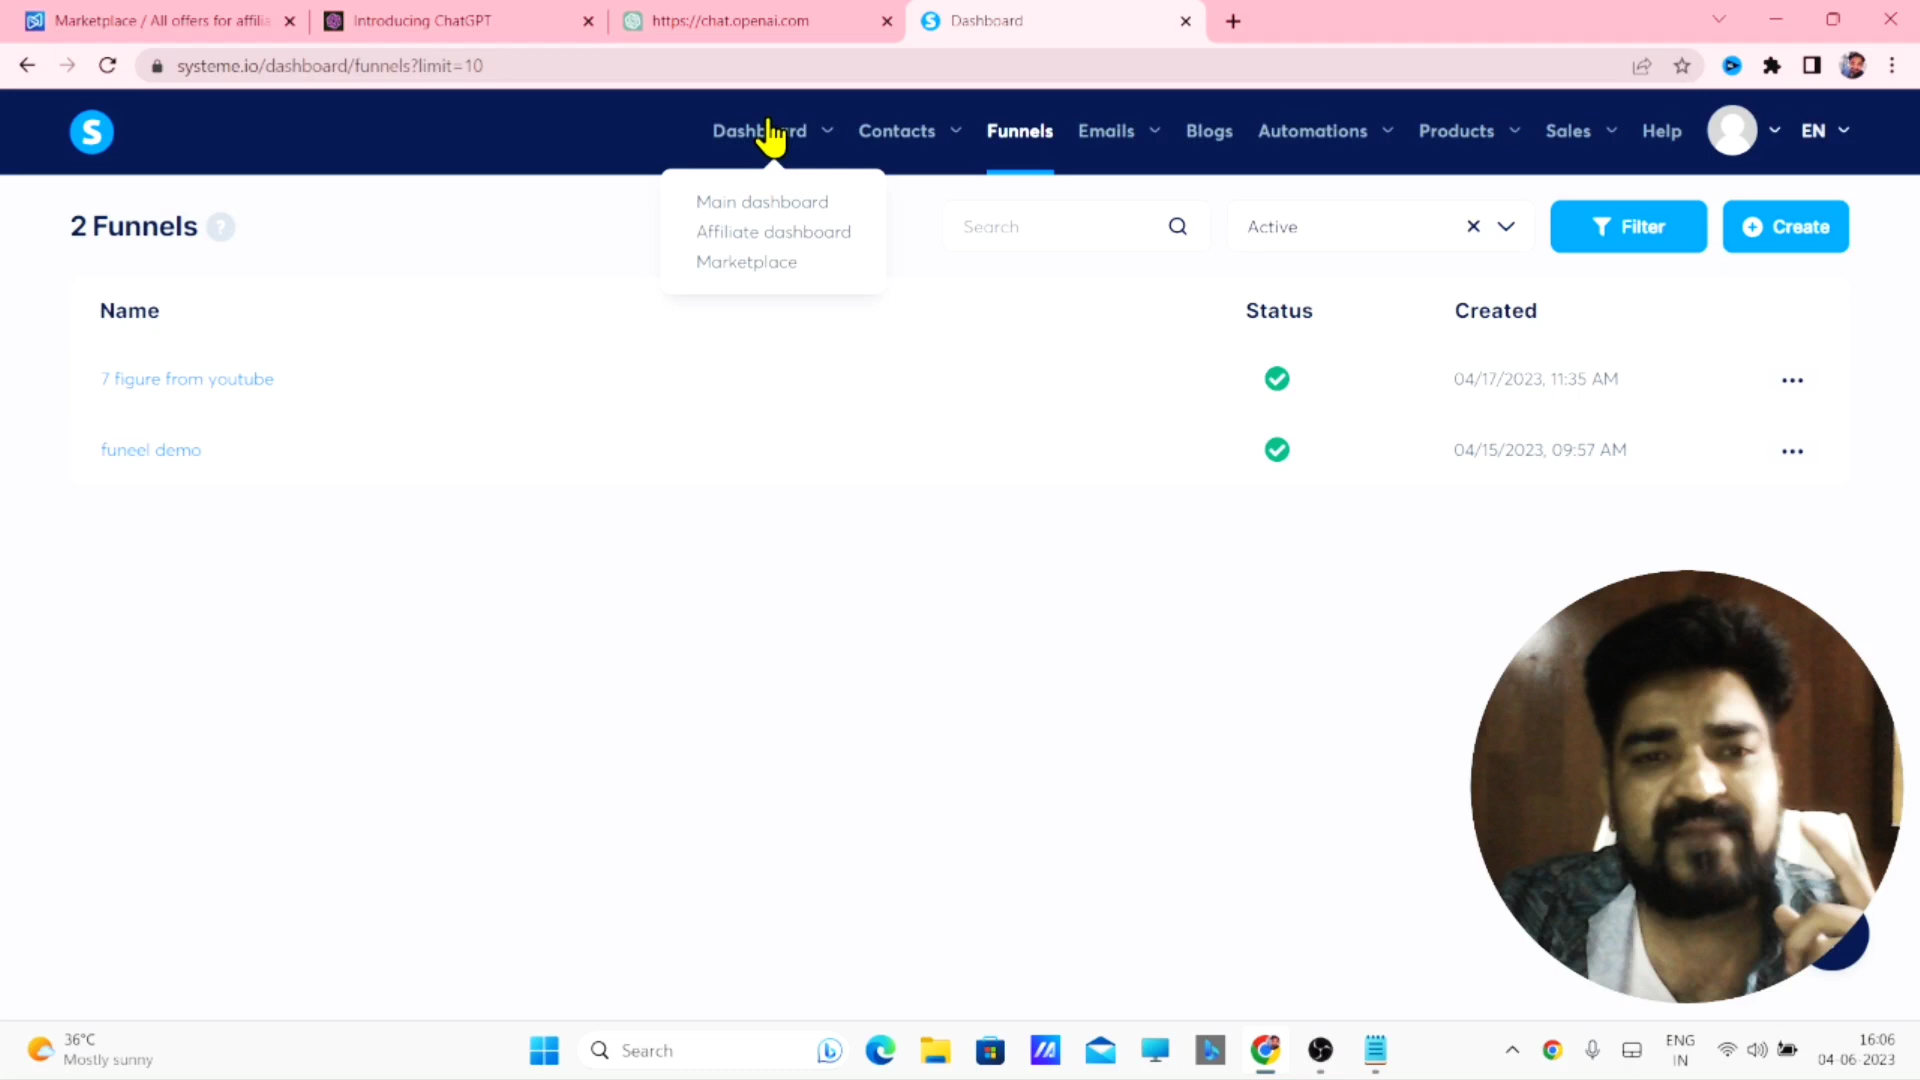 Marketplace / All offers for affilia
Introducing ChatGPT
https://chat.openai.com
Dashboard
systeme.io/dashboard/funnels?limit=10
S
Dashboard
Contacts
Funnels
Emails
Blogs
Automations
Products
Sales
Help
EN
Main dashboard
Affiliate dashboard
Marketplace
2 Funnels ?
Search
Active
Filter
Create
Name
Status
Created
7 figure from youtube
04/17/2023, 11:35 AM
funeel demo
04/15/2023, 09:57 AM
36°C
Mostly sunny
Search
ENG
IN
16:06
04-06-2023